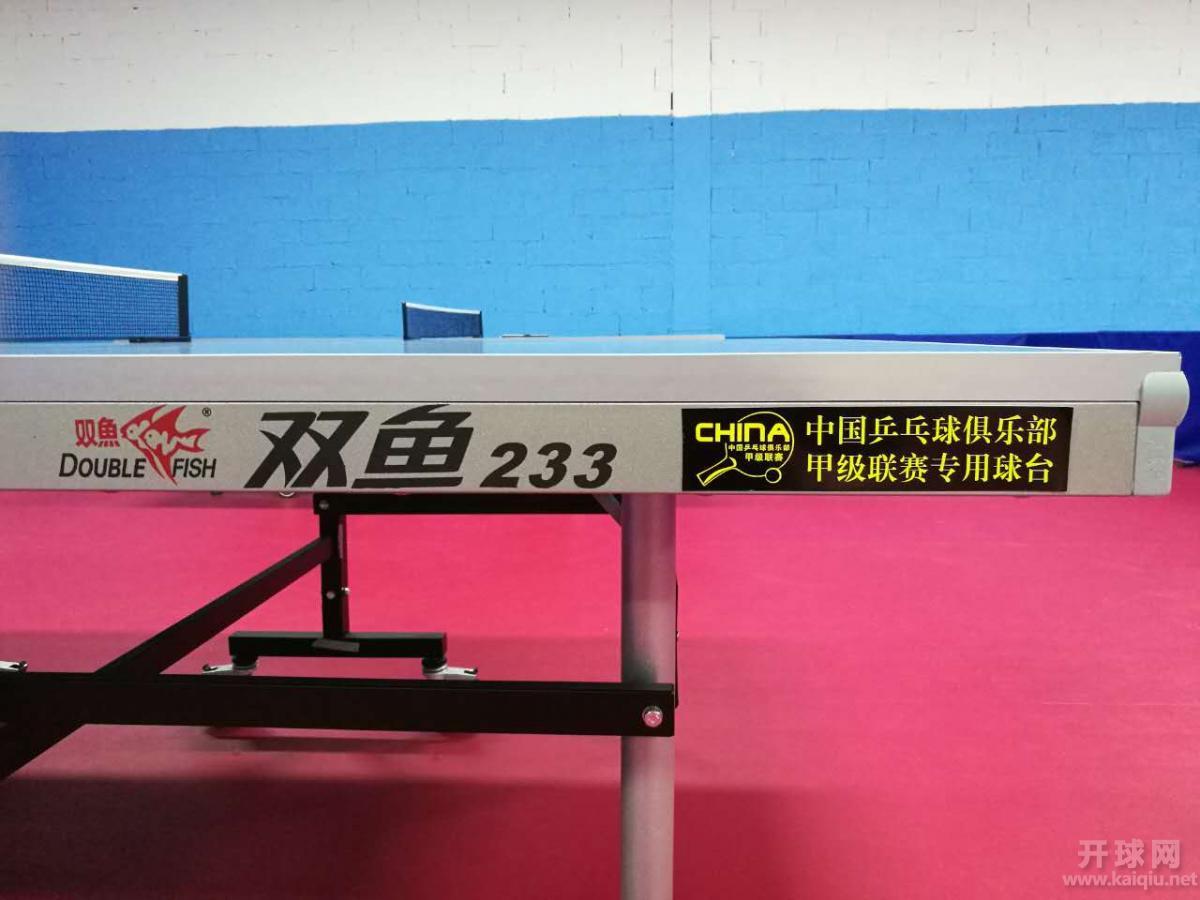 双魚®
DOUBLE FISH
双鱼 233
CHINA
中国乒乓球俱乐部
甲级联赛
中国乒乓球俱乐部
甲级联赛专用球台
开球网
www.kaiqiu.net